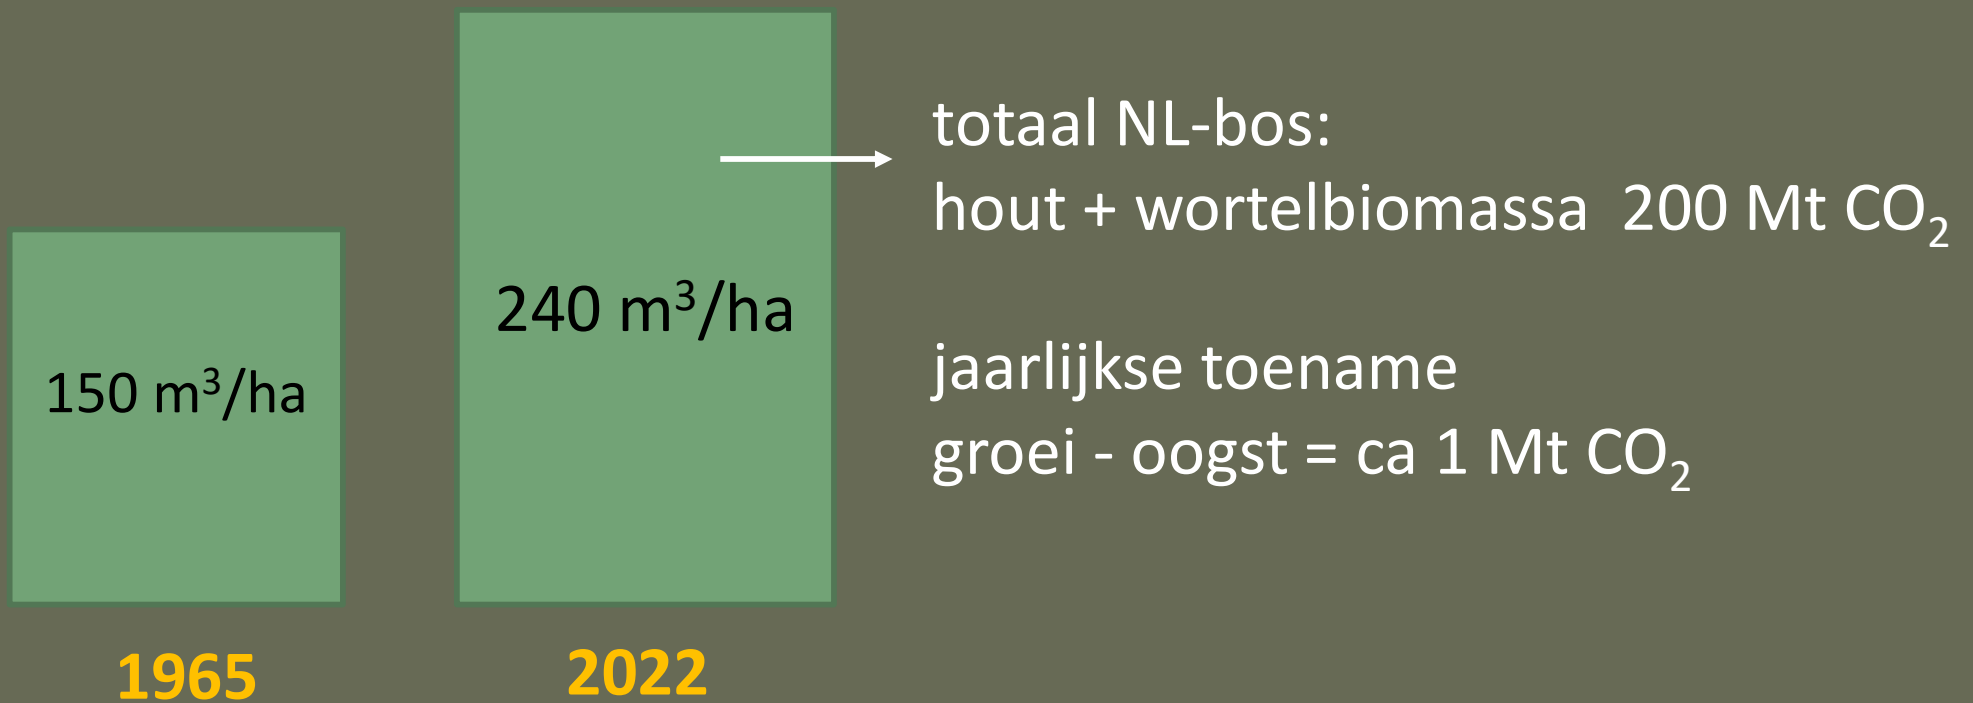 totaal NL-bos:
hout + wortelbiomassa  200 Mt CO₂
240 m³/ha
jaarlijkse toename
150 m³/ha
groei - oogst = ca 1 Mt CO₂
1965
2022